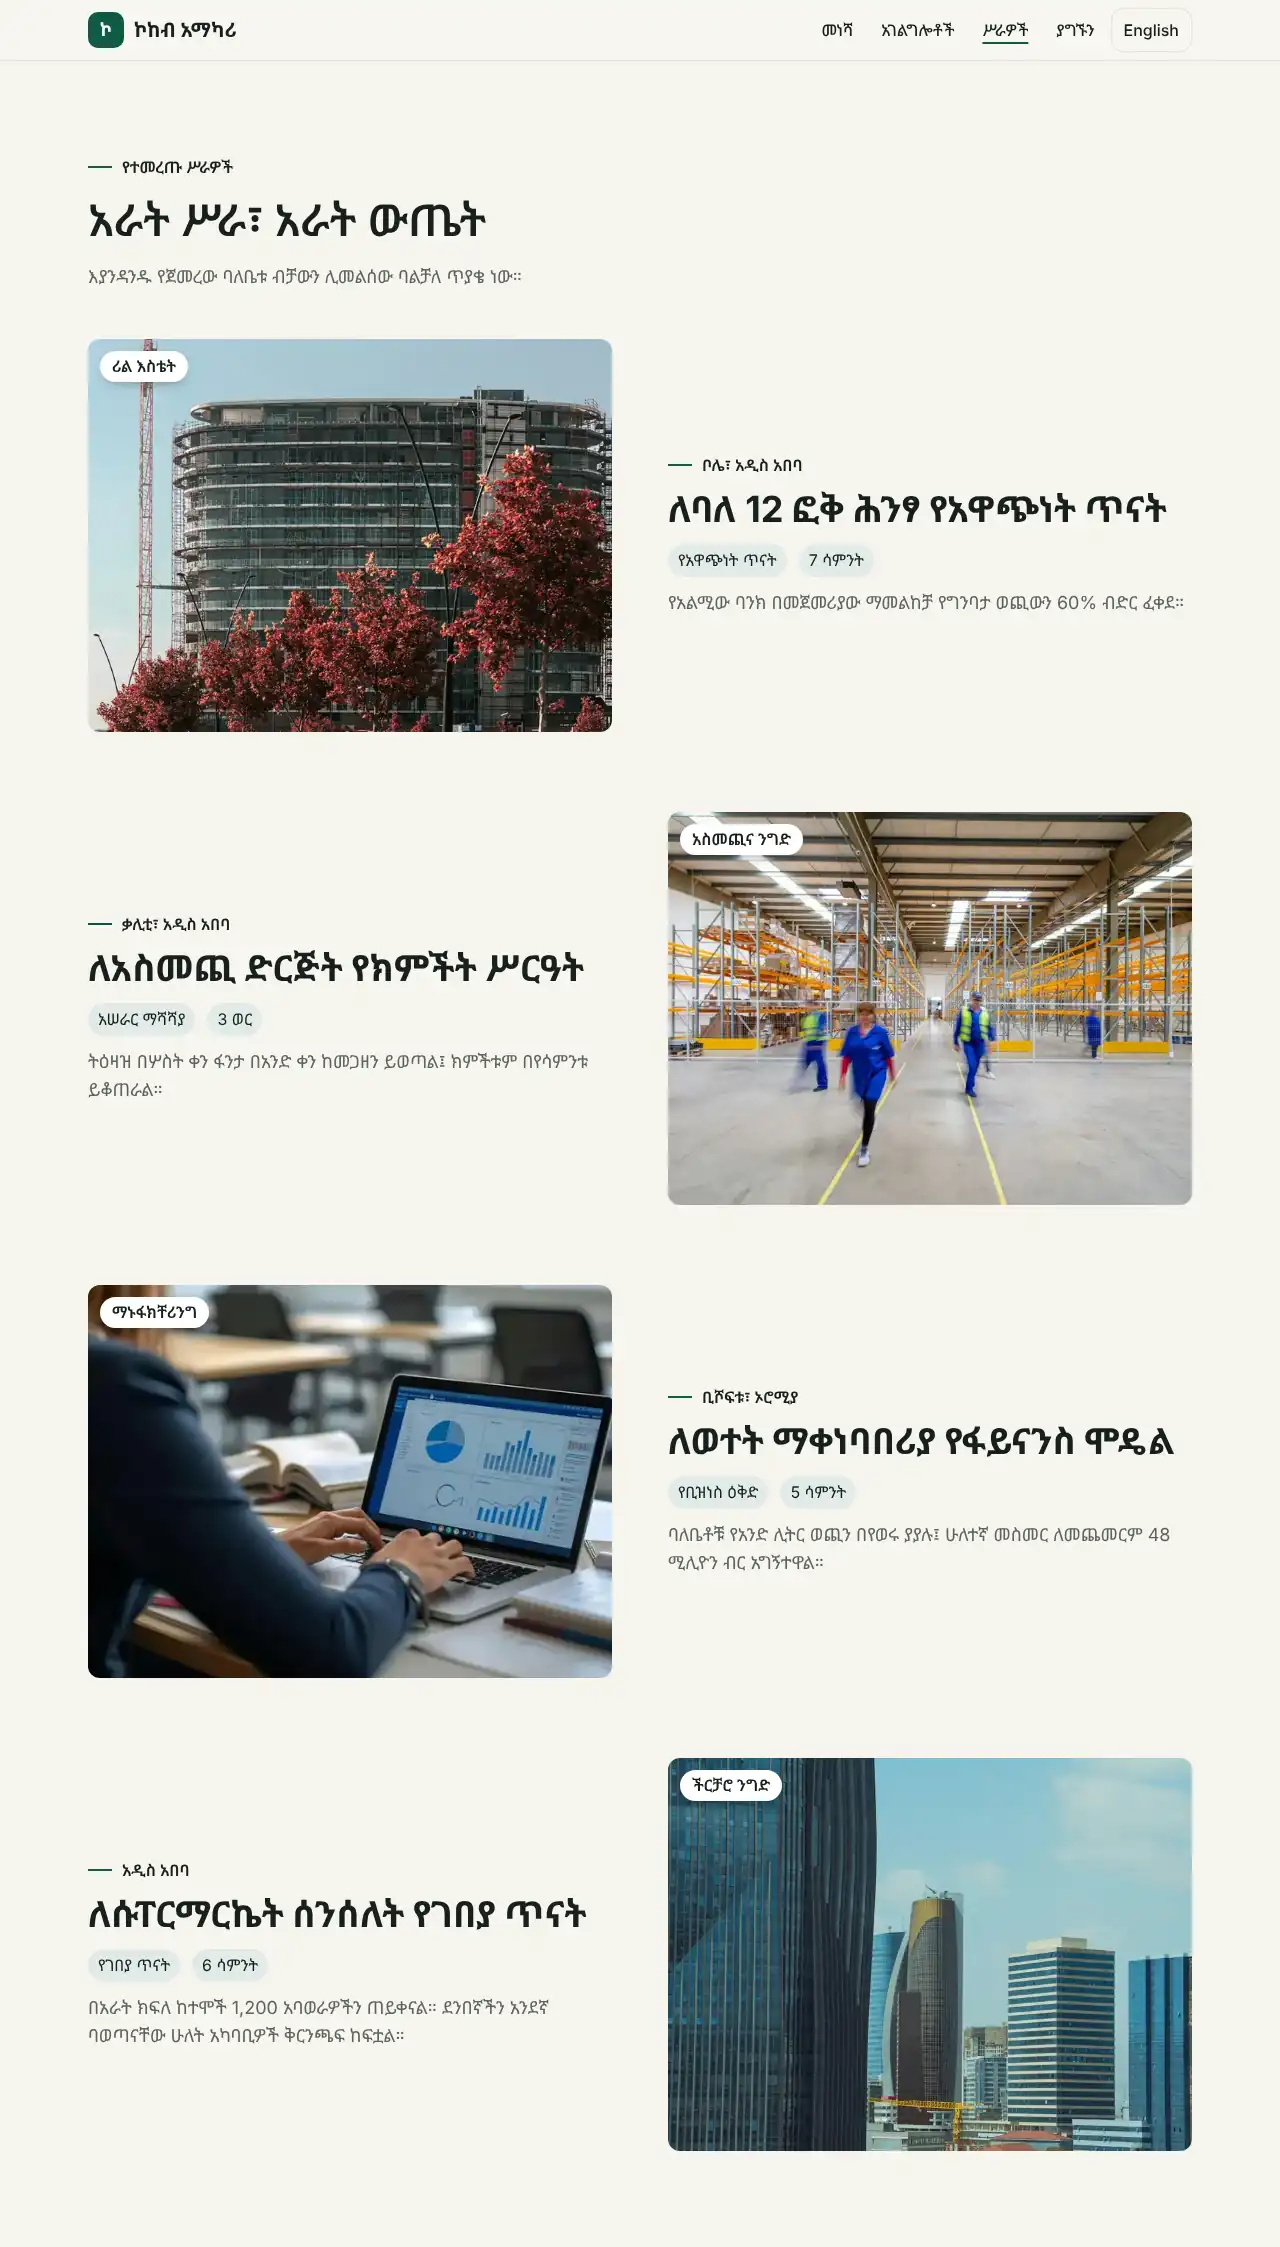 ኮ ኮከብ አማካሪ
መነሻ አገልግሎቶች ሥራዎች ያግኙን English
የተመረጡ ሥራዎች
አራት ሥራ፣ አራት ውጤት
እያንዳንዱ የጀመረው ባለቤቱ ብቻውን ሊመልሰው ባልቻለ ጥያቄ ነው።
ሪል እስቴት
ቦሌ፣ አዲስ አበባ
ለባለ 12 ፎቅ ሕንፃ የአዋጭነት ጥናት
የአዋጭነት ጥናት 7 ሳምንት
የአልሚው ባንክ በመጀመሪያው ማመልከቻ የግንባታ ወጪውን 60% ብድር ፈቀደ።
አስመጪና ንግድ
ቃሊቲ፣ አዲስ አበባ
ለአስመጪ ድርጅት የክምችት ሥርዓት
አሠራር ማሻሻያ 3 ወር
ትዕዛዝ በሦስት ቀን ፋንታ በአንድ ቀን ከመጋዘን ይወጣል፤ ክምችቱም በየሳምንቱ
ይቆጠራል።
ማኑፋክቸሪንግ
ቢሾፍቱ፣ ኦሮሚያ
ለወተት ማቀነባበሪያ የፋይናንስ ሞዴል
የቢዝነስ ዕቅድ 5 ሳምንት
ባለቤቶቹ የአንድ ሊትር ወጪን በየወሩ ያያሉ፤ ሁለተኛ መስመር ለመጨመርም 48
ሚሊዮን ብር አግኝተዋል።
ችርቻሮ ንግድ
አዲስ አበባ
ለሱፐርማርኬት ሰንሰለት የገበያ ጥናት
የገበያ ጥናት 6 ሳምንት
በአራት ክፍለ ከተሞች 1,200 አባወራዎችን ጠይቀናል። ደንበኛችን አንደኛ
ባወጣናቸው ሁለት አካባቢዎች ቅርንጫፍ ከፍቷል።